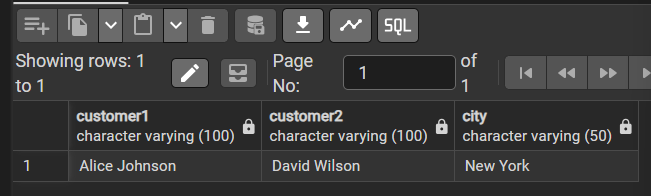 SQL
Showing rows: 1 to 1
Page No: 1 of 1
customer1 customer2 city
character varying (100) character varying (100) character varying (50)
1 Alice Johnson David Wilson New York